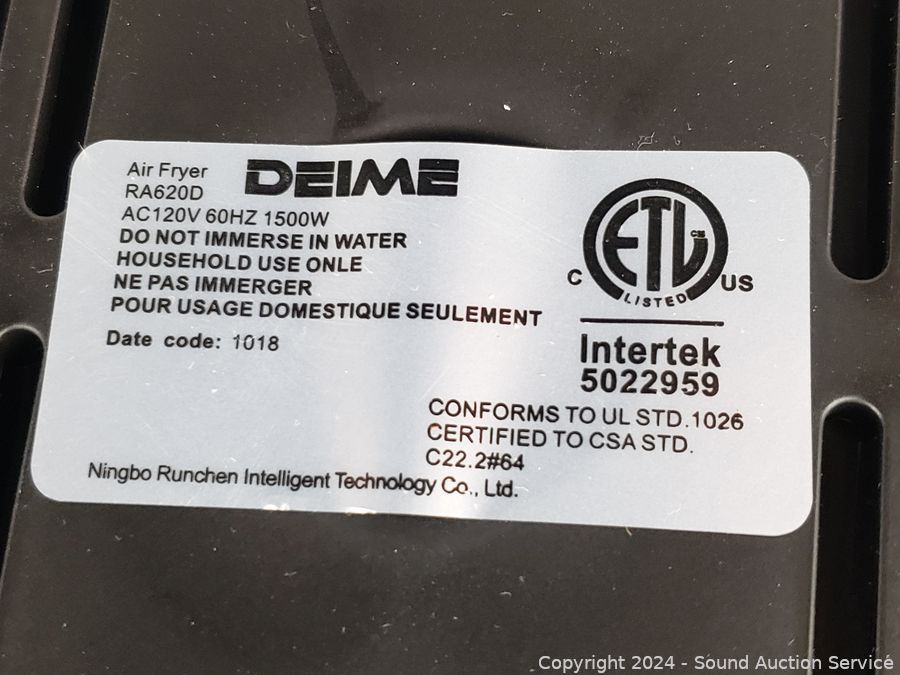 Air Fryer
DEIME
RA620D
AC120V 60HZ 1500W
DO NOT IMMERSE IN WATER
HOUSEHOLD USE ONLE
NE PAS IMMERGER
POUR USAGE DOMESTIQUE SEULEMENT
Date code: 1018
ETL
CM
LISTED
C
US
Intertek
5022959
CONFORMS TO UL STD.1026
CERTIFIED TO CSA STD.
C22.2#64
Ningbo Runchen Intelligent Technology Co., Ltd.
Copyright 2024 - Sound Auction Service